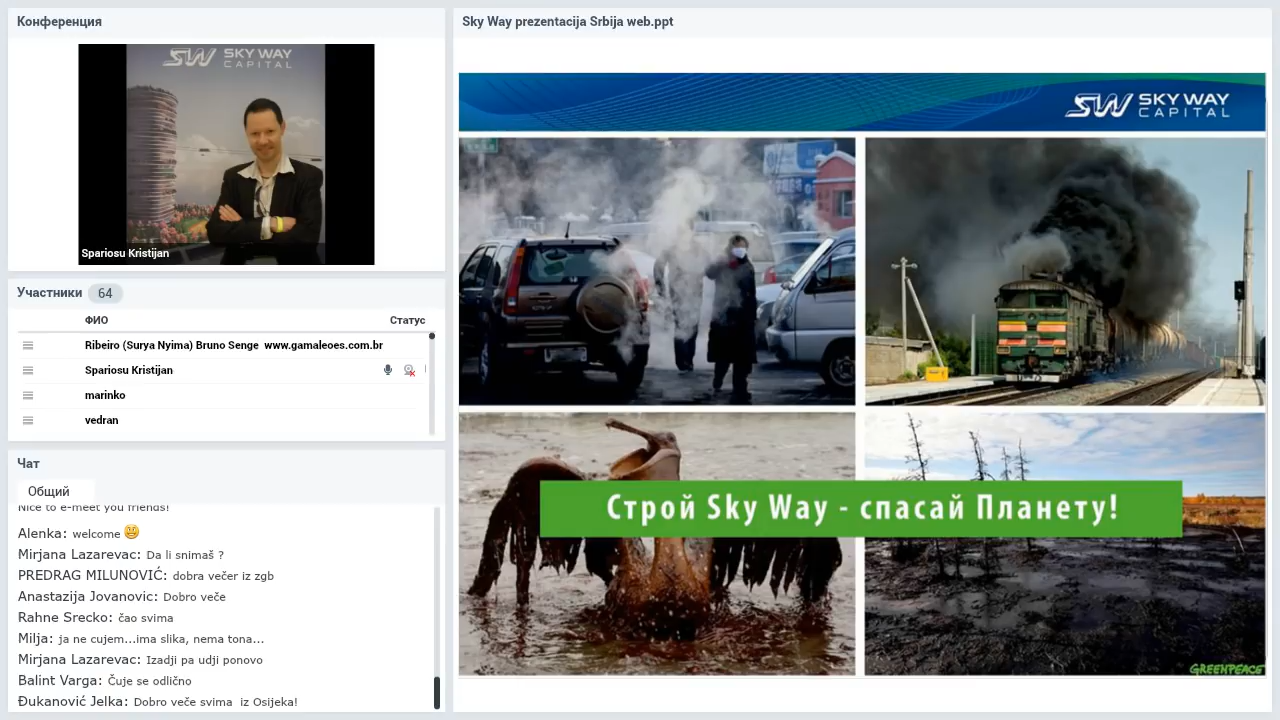 Конференция
SKY WAY
CAPITAL
Spariosu Kristijan
Участники 64
ФИО Статус
Ribeiro (Surya Nyima) Bruno Senge www.gamaleoes.com.br
Spariosu Kristijan
marinko
vedran
Чат
Общий
Nice to e-meet you friends!
Alenka: welcome
Mirjana Lazarevac: Da li snimaš ?
PREDRAG MILUNOVIĆ: dobra večer iz zgb
Anastazija Jovanovic: Dobro veče
Rahne Srecko: čao svima
Milja: ja ne cujem...ima slika, nema tona...
Mirjana Lazarevac: Izadji pa udji ponovo
Balint Varga: Čuje se odlično
Đukanović Jelka: Dobro veče svima iz Osijeka!
Sky Way prezentacija Srbija web.ppt
SW SKY WAY
CAPITAL
Строй Sky Way - спасай Планету!
GREENPEACE